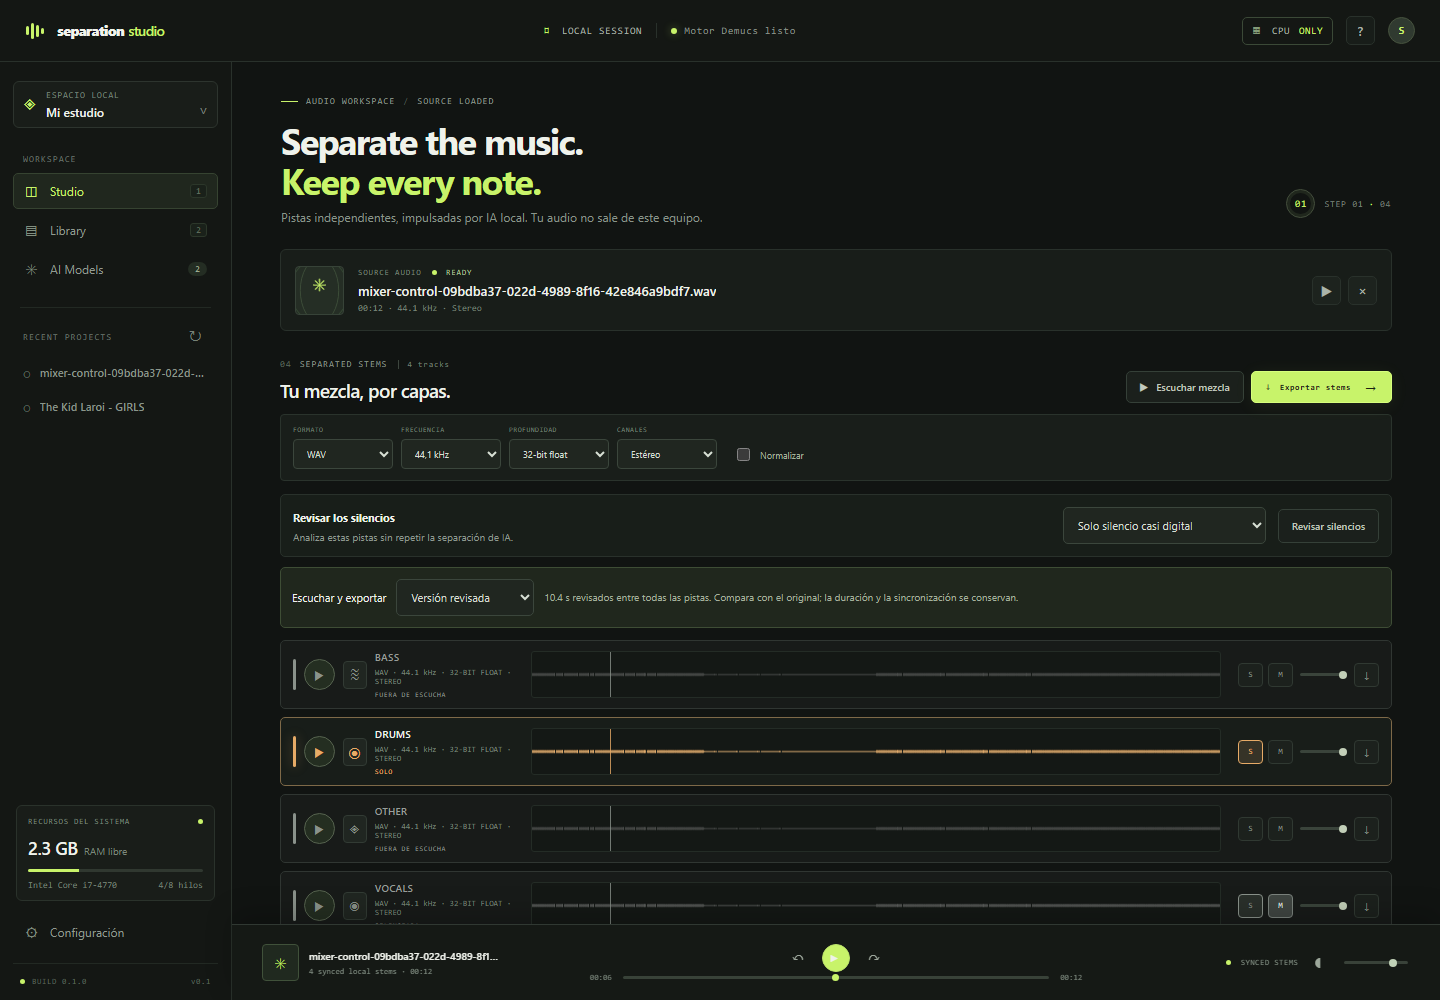 separation studio
LOCAL SESSION
Motor Demucs listo
CPU ONLY
?
S
ESPACIO LOCAL
Mi estudio
WORKSPACE
Studio 1
Library 2
AI Models 2
RECENT PROJECTS
mixer-control-09bdba37-022d-...
The Kid Laroi - GIRLS
RECURSOS DEL SISTEMA
2.3 GB RAM libre
Intel Core i7-4770 4/8 hilos
Configuración
BUILD 0.1.0 v0.1
AUDIO WORKSPACE / SOURCE LOADED
Separate the music.
Keep every note.
Pistas independientes, impulsadas por IA local. Tu audio no sale de este equipo.
01 STEP 01 · 04
SOURCE AUDIO READY
mixer-control-09bdba37-022d-4989-8f16-42e846a9bdf7.wav
00:12 · 44.1 kHz · Stereo
04 SEPARATED STEMS | 4 tracks
Tu mezcla, por capas.
Escuchar mezcla
↓ Exportar stems →
FORMATO FRECUENCIA PROFUNDIDAD CANALES
WAV 44,1 kHz 32-bit float Estéreo Normalizar
Revisar los silencios
Analiza estas pistas sin repetir la separación de IA.
Solo silencio casi digital
Revisar silencios
Escuchar y exportar Versión revisada 10.4 s revisados entre todas las pistas. Compara con el original; la duración y la sincronización se conservan.
BASS
WAV · 44.1 kHz · 32-BIT FLOAT ·
STEREO
FUERA DE ESCUCHA
S M ↓
DRUMS
WAV · 44.1 kHz · 32-BIT FLOAT ·
STEREO
SOLO
S M ↓
OTHER
WAV · 44.1 kHz · 32-BIT FLOAT ·
STEREO
FUERA DE ESCUCHA
S M ↓
VOCALS
WAV · 44.1 kHz · 32-BIT FLOAT ·
STEREO
S M ↓
mixer-control-09bdba37-022d-4989-8f1...
4 synced local stems · 00:12
00:06 00:12
SYNCED STEMS